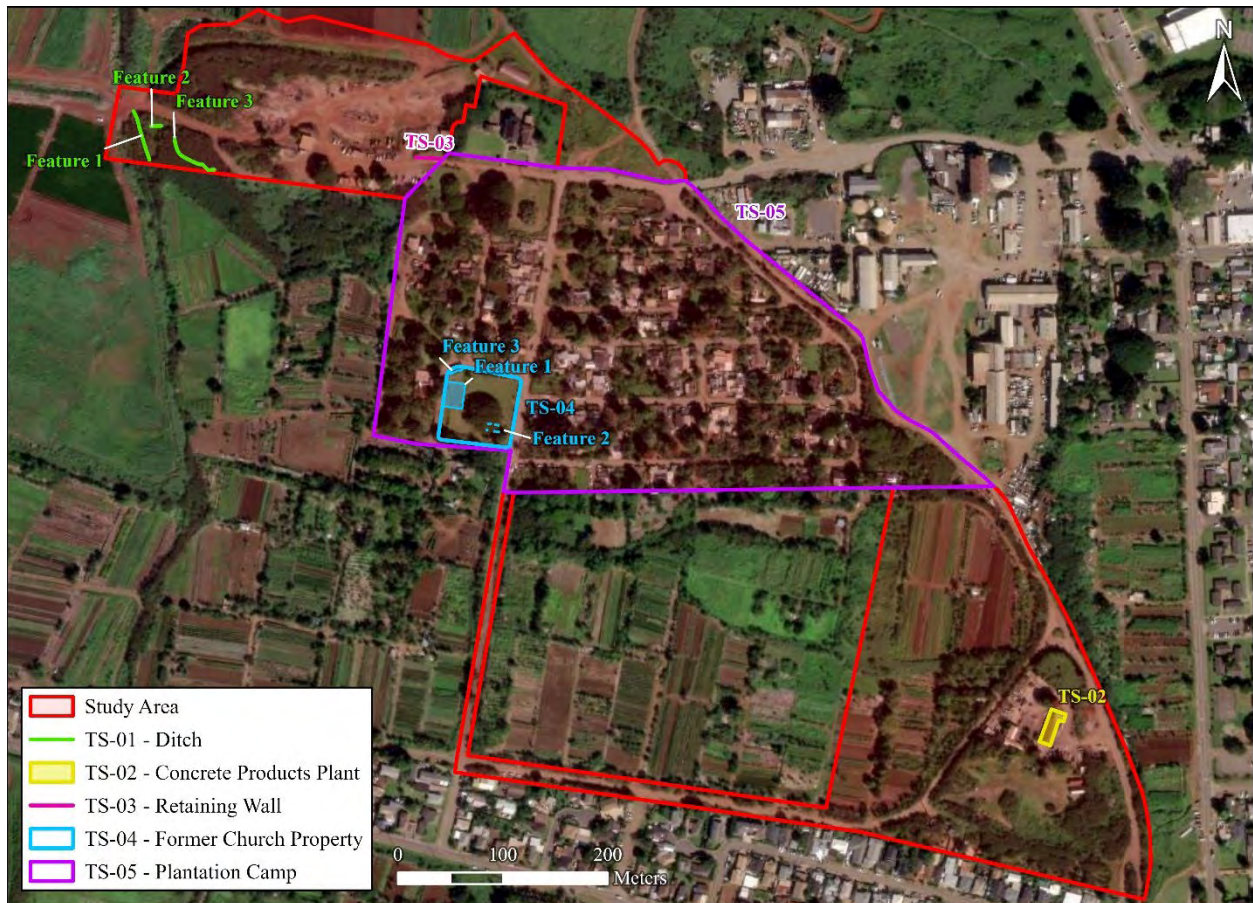 N
Feature 2
Feature 3
Feature 1
TS-03
TS-05
Feature 3
Feature 1
TS-04
Feature 2
TS-02
Study Area
TS-01 - Ditch
TS-02 - Concrete Products Plant
TS-03 - Retaining Wall
TS-04 - Former Church Property
TS-05 - Plantation Camp
0 100 200
Meters